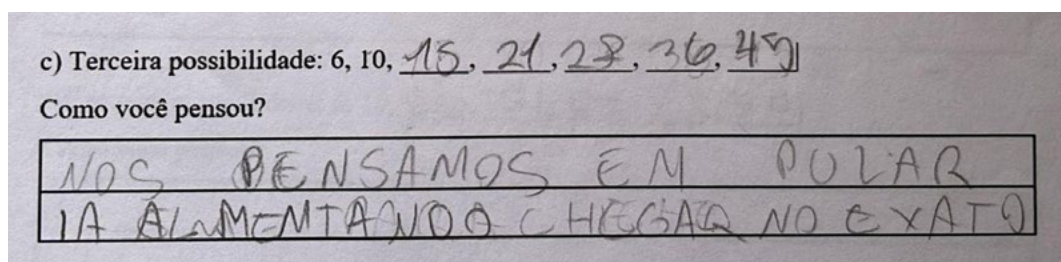 c) Terceira possibilidade: 6, 10, 15, 21, 28, 36, 45
Como você pensou?
NOS PENSAMOS EM PULAR
IA ALMENTANDO A CHEGAR NO EXATO